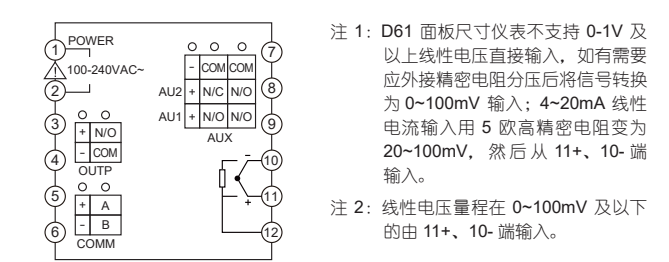 1 POWER
100-240VAC~
2
3
+ N/O
- COM
4
OUTP
5
+ A
- B
6
COMM
7
- COM COM
AU2 + N/C N/O
8
AU1 + N/O N/O
9
AUX
- 10
+ 11
12
注 1：D61 面板尺寸仪表不支持 0-1V 及
以上线性电压直接输入，如有需要
应外接精密电阻分压后将信号转换
为 0~100mV 输入；4~20mA 线性
电流输入用 5 欧高精密电阻变为
20~100mV，然后从 11+、10- 端
输入。
注 2：线性电压量程在 0~100mV 及以下
的由 11+、10- 端输入。